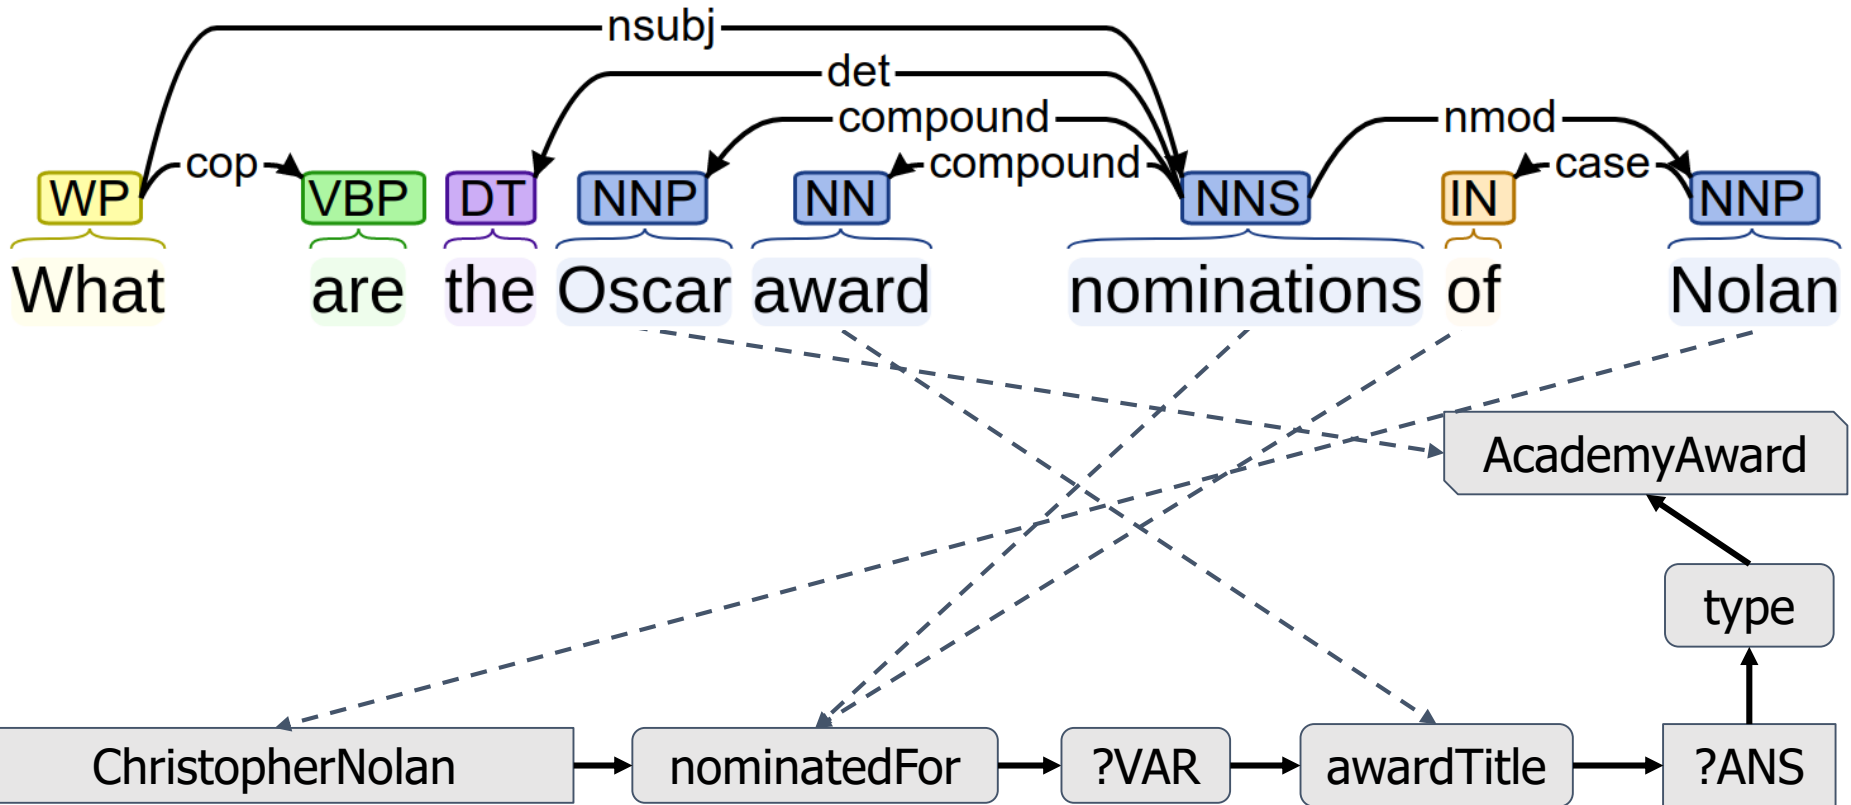 nsubj
det
compound nmod
cop compound case
WP VBP DT NNP NN NNS IN NNP
What are the Oscar award nominations of Nolan
AcademyAward
type
ChristopherNolan nominatedFor ?VAR awardTitle ?ANS